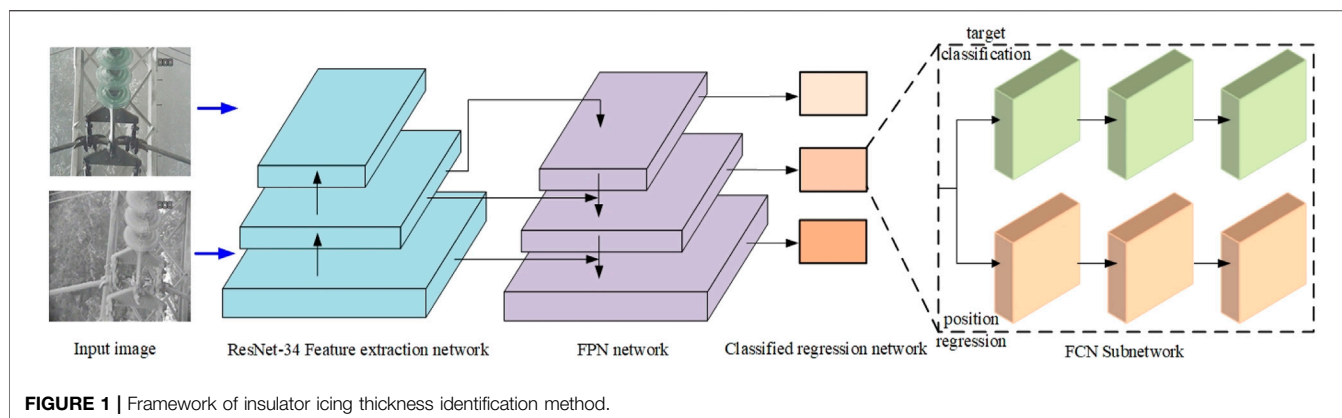 target
classification
position
regression
Input image
ResNet-34 Feature extraction network
FPN network
Classified regression network
FCN Subnetwork
FIGURE 1 | Framework of insulator icing thickness identification method.